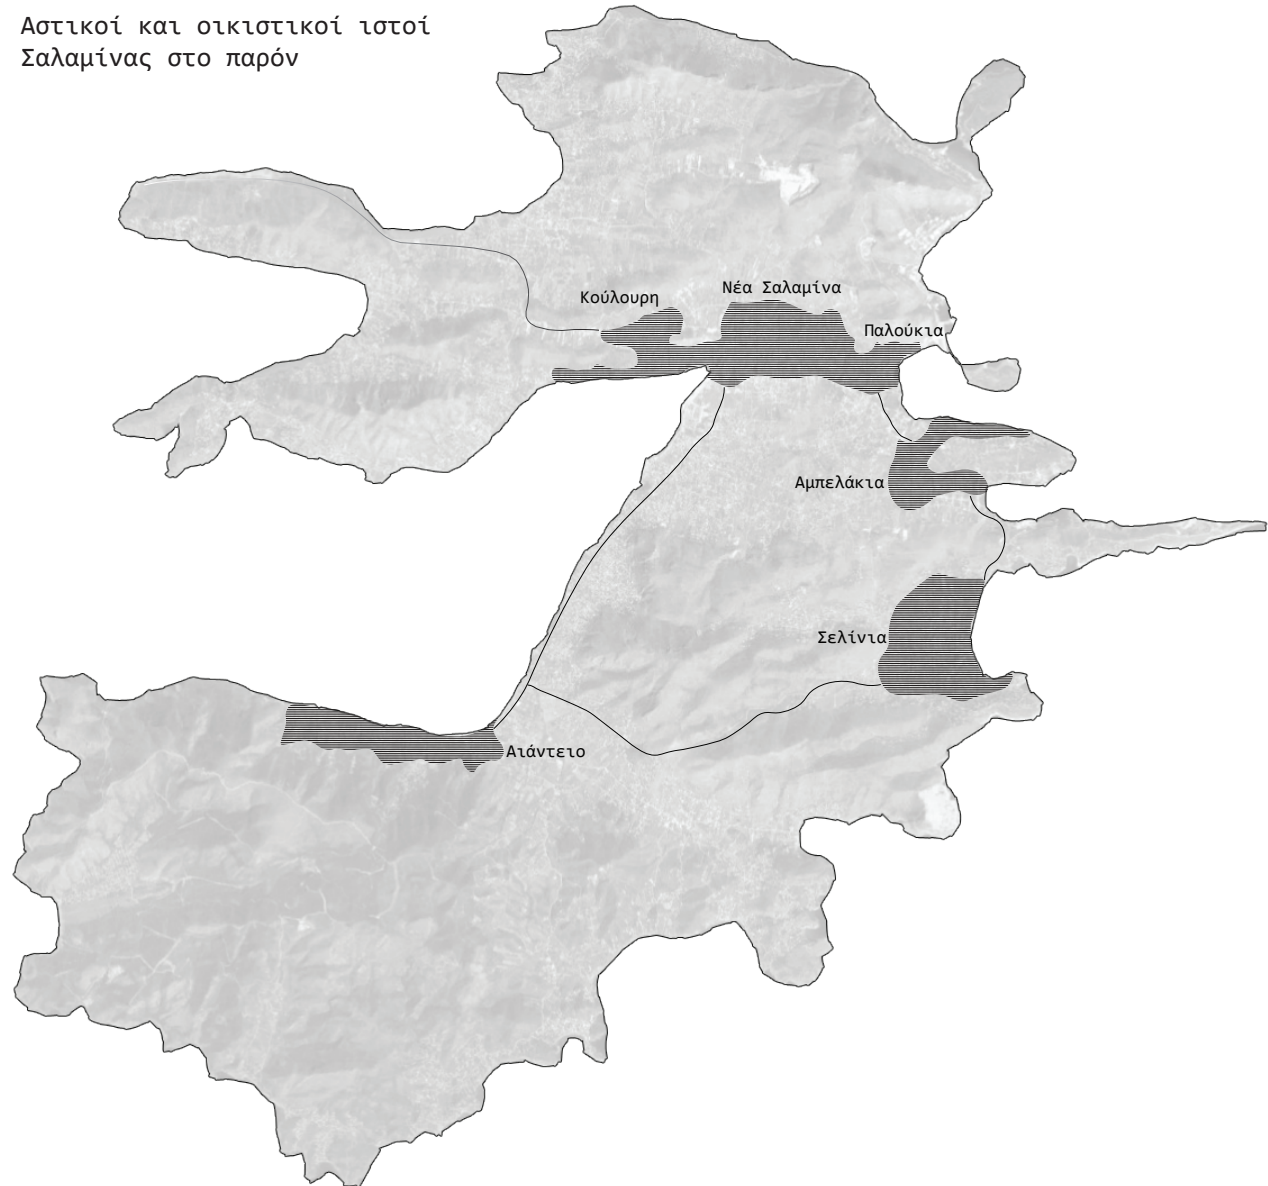 Αστικοί και οικιστικοί ιστοί
Σαλαμίνας στο παρόν
Νέα Σαλαμίνα
Κούλουρη
Παλούκια
Αμπελάκια
Σελίνια
Αιάντειο